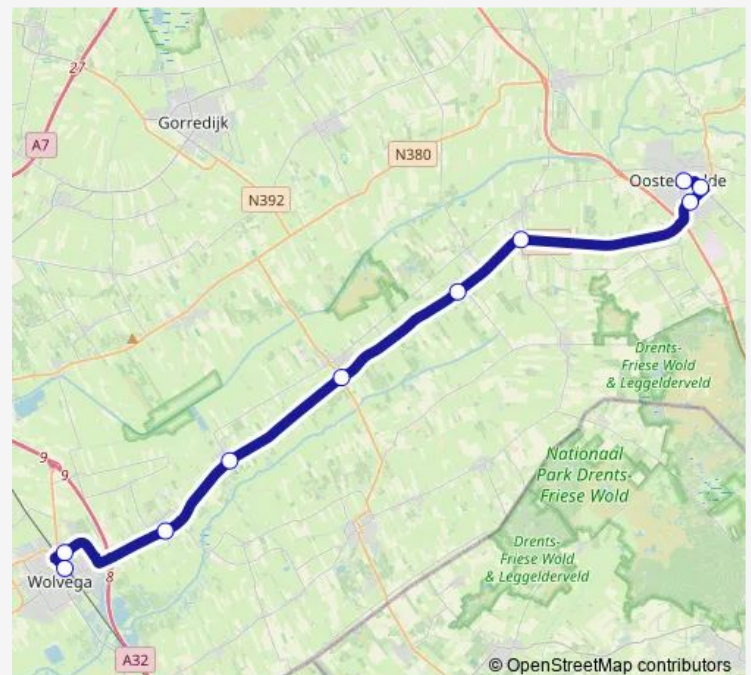 27
Gorredijk
A7
N380
N392
Ooste
lde
Drents-
Friese Wold
& Leggelderveld
Nationaal
Park Drents-
Friese Wold
9
9
Drents-
Friese Wold
& Leggelderveld
8
Wolvega
A32
© OpenStreetMap contributors